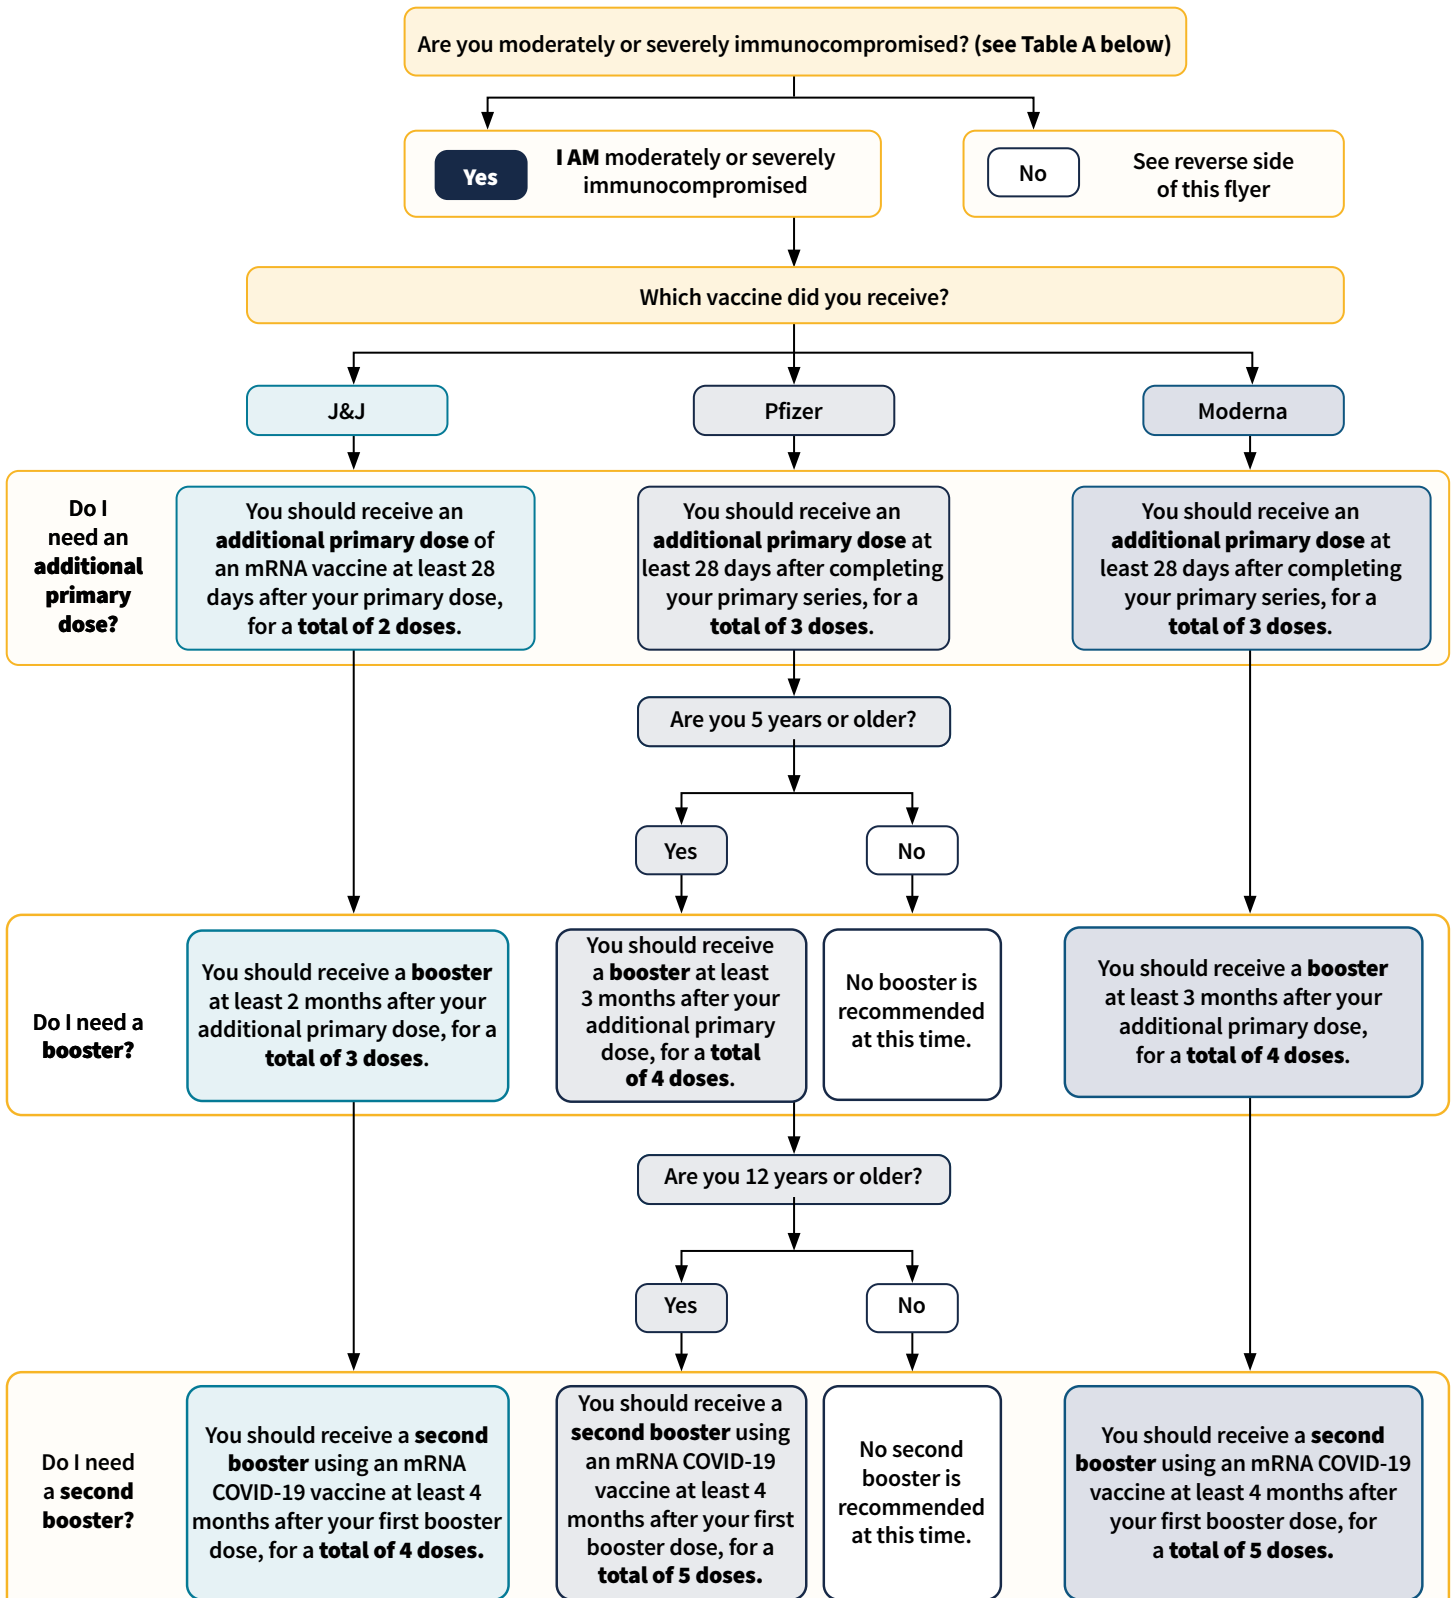 Are you moderately or severely immunocompromised? (see Table A below)
Yes
I AM moderately or severely
immunocompromised
No
See reverse side
of this flyer
Which vaccine did you receive?
J&J
Pfizer
Moderna
Do I
need an
additional
primary
dose?
You should receive an
additional primary dose of
an mRNA vaccine at least 28
days after your primary dose,
for a total of 2 doses.
You should receive an
additional primary dose at
least 28 days after completing
your primary series, for a
total of 3 doses.
You should receive an
additional primary dose at
least 28 days after completing
your primary series, for a
total of 3 doses.
Are you 5 years or older?
Yes
No
Do I need a
booster?
You should receive a booster
at least 2 months after your
additional primary dose, for a
total of 3 doses.
You should receive
a booster at least
3 months after your
additional primary
dose, for a total
of 4 doses.
No booster is
recommended
at this time.
You should receive a booster
at least 3 months after your
additional primary dose,
for a total of 4 doses.
Are you 12 years or older?
Yes
No
Do I need
a second
booster?
You should receive a second
booster using an mRNA
COVID-19 vaccine at least 4
months after your first booster
dose, for a total of 4 doses.
You should receive a
second booster using
an mRNA COVID-19
vaccine at least 4
months after your first
booster dose, for a
total of 5 doses.
No second
booster is
recommended
at this time.
You should receive a second
booster using an mRNA COVID-19
vaccine at least 4 months after
your first booster dose, for
a total of 5 doses.